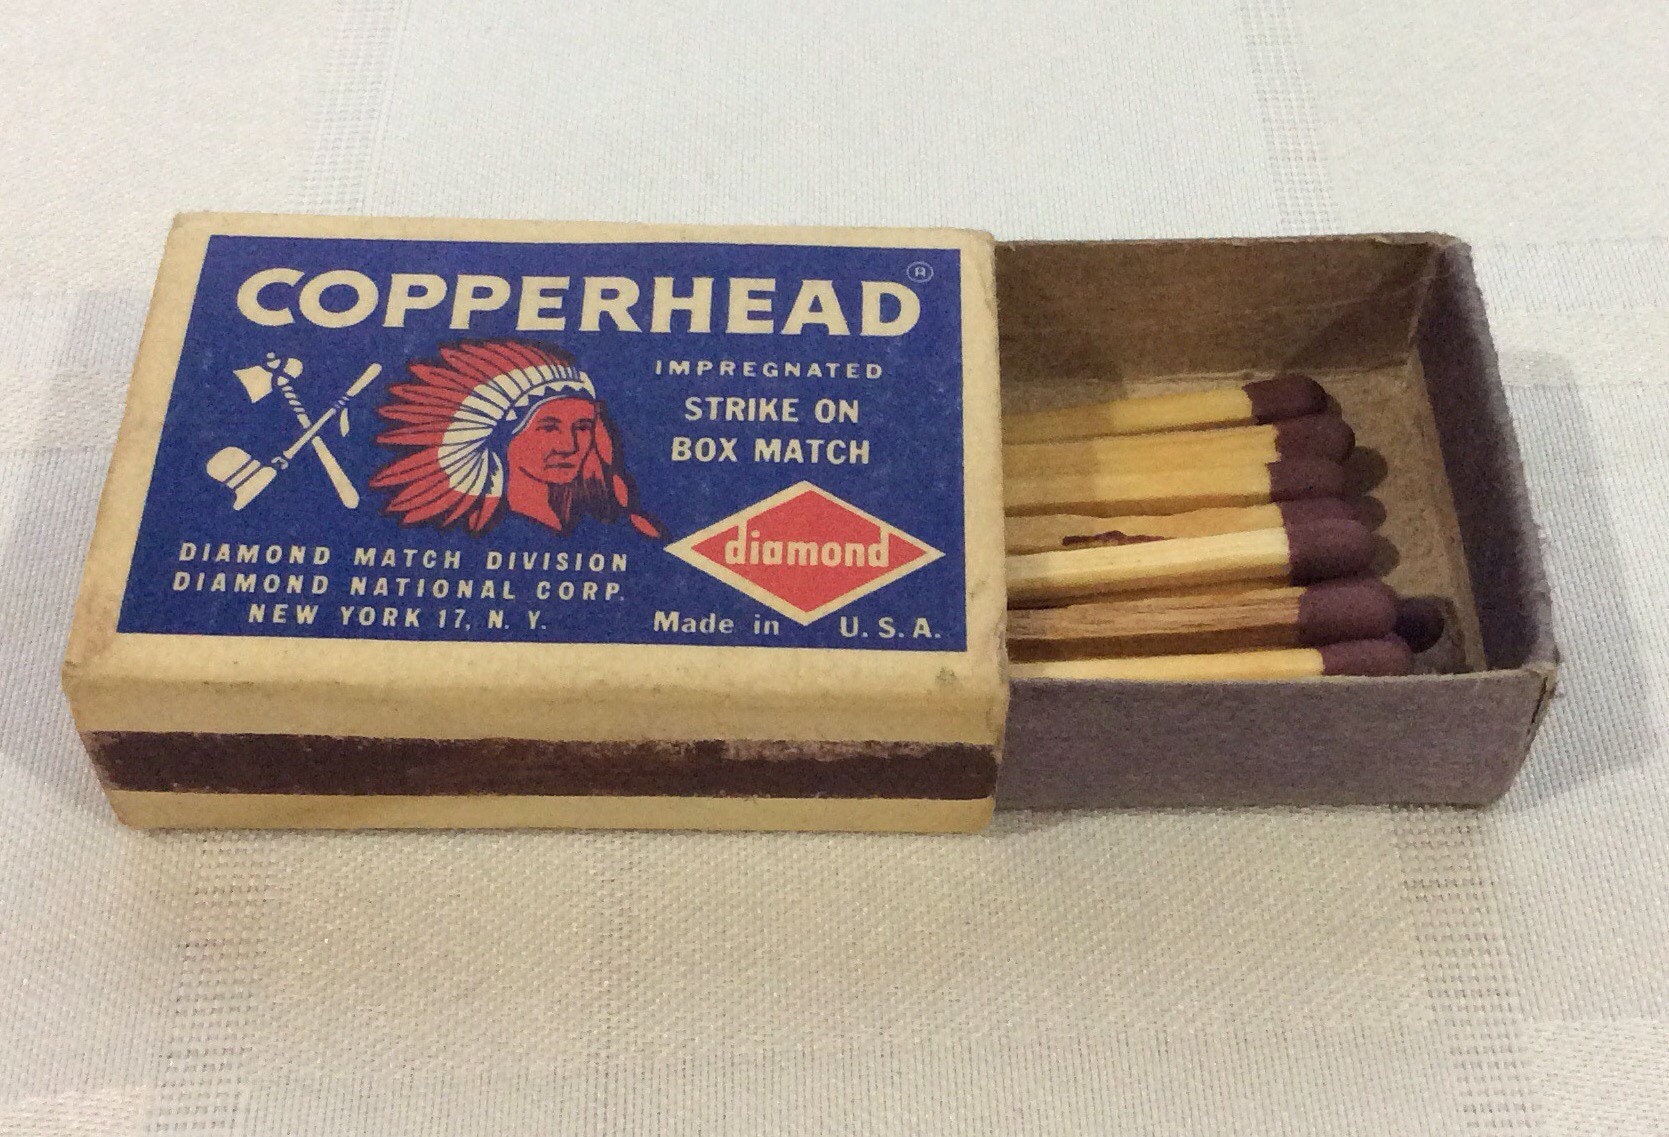 COPPERHEAD ®
IMPREGNATED
STRIKE ON
BOX MATCH
diamond
DIAMOND MATCH DIVISION
DIAMOND NATIONAL CORP.
NEW YORK 17, N. Y.
Made in U. S. A.